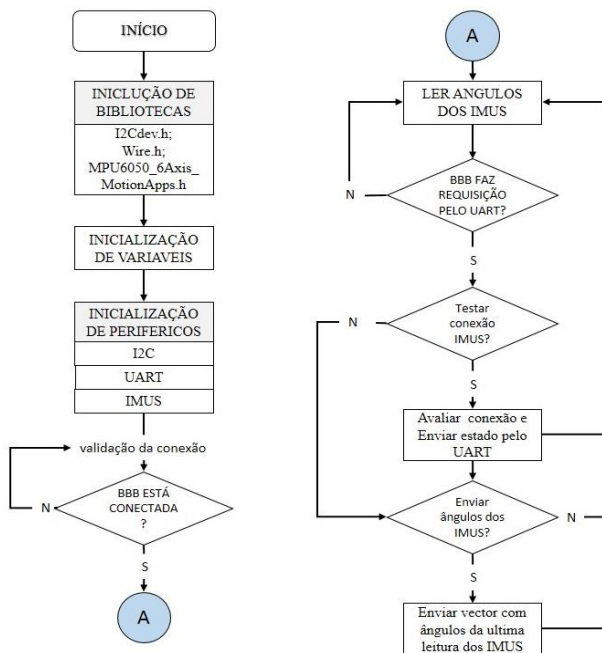 INÍCIO
INICLUÇÃO DE
BIBLIOTECAS
I2Cdev.h;
Wire.h;
MPU6050_6Axis_
MotionApps.h
INICIALIZAÇÃO
DE VARIAVEIS
INICIALIZAÇÃO
DE PERIFERICOS
I2C
UART
IMUS
validação da conexão
BBB ESTÁ
CONECTADA
?
N
S
A
A
LER ANGULOS
DOS IMUS
BBB FAZ
REQUISIÇÃO
PELO UART?
N
S
Testar
conexão
IMUS?
N
S
Avaliar conexão e
Enviar estado pelo
UART
Enviar
ângulos dos
IMUS?
N
S
Enviar vector com
ângulos da ultima
leitura dos IMUS